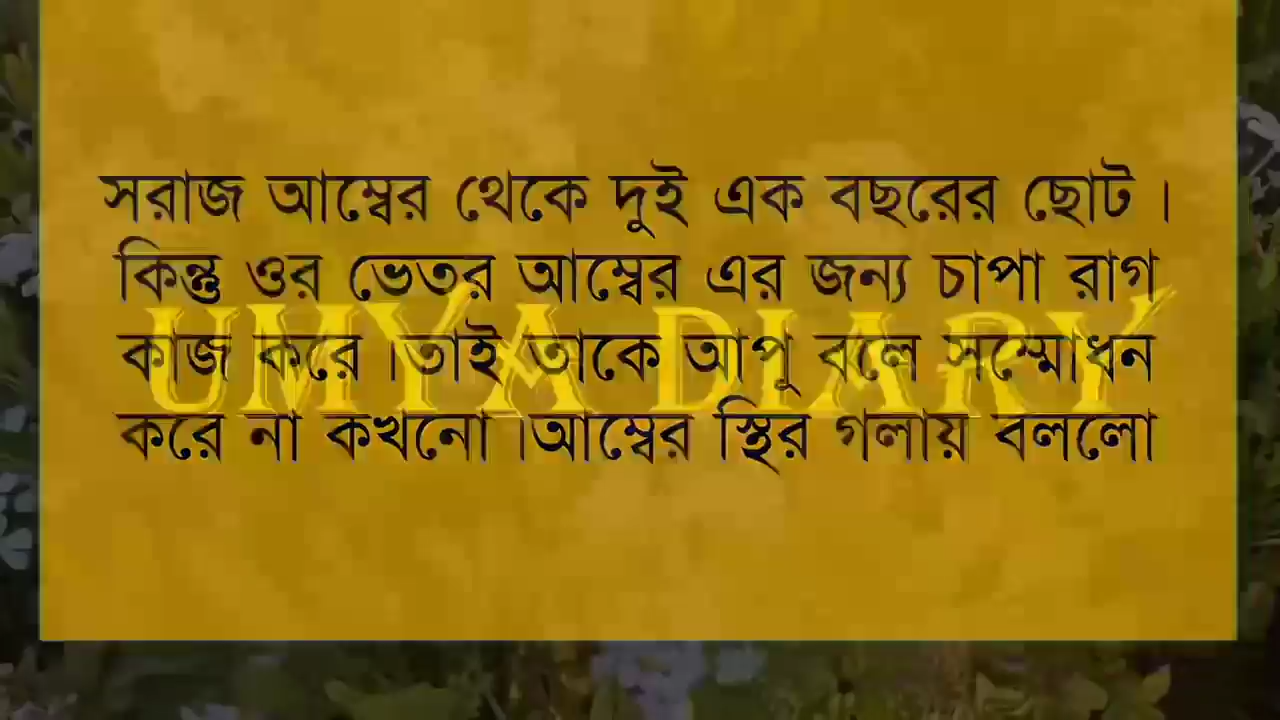 সরাজ আম্বের থেকে দুই এক বছরের ছোট ।
কিন্তু ওর ভেতর আম্বের এর জন্য চাপা রাগ
কাজ করে ।তাই তাকে আপু বলে সম্মোধন
করে না কখনো ।আম্বের স্থির গলায় বললো
UMYA DIARY